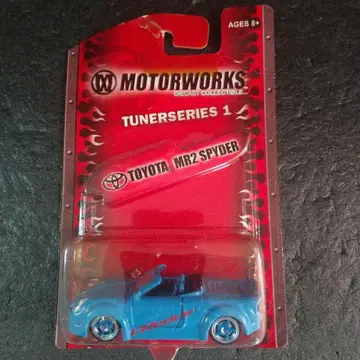 AGES 8+
MOTORWORKS
DIECAST COLLECTIBLE
TUNERSERIES 1
TOYOTA MR2 SPYDER